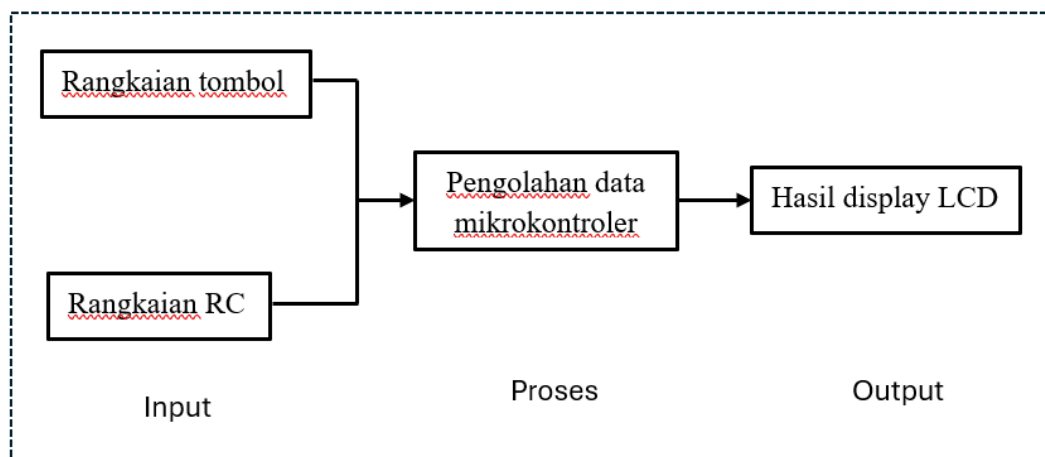 Rangkaian tombol
Pengolahan data
mikrokontroler
Hasil display LCD
Rangkaian RC
Input
Proses
Output